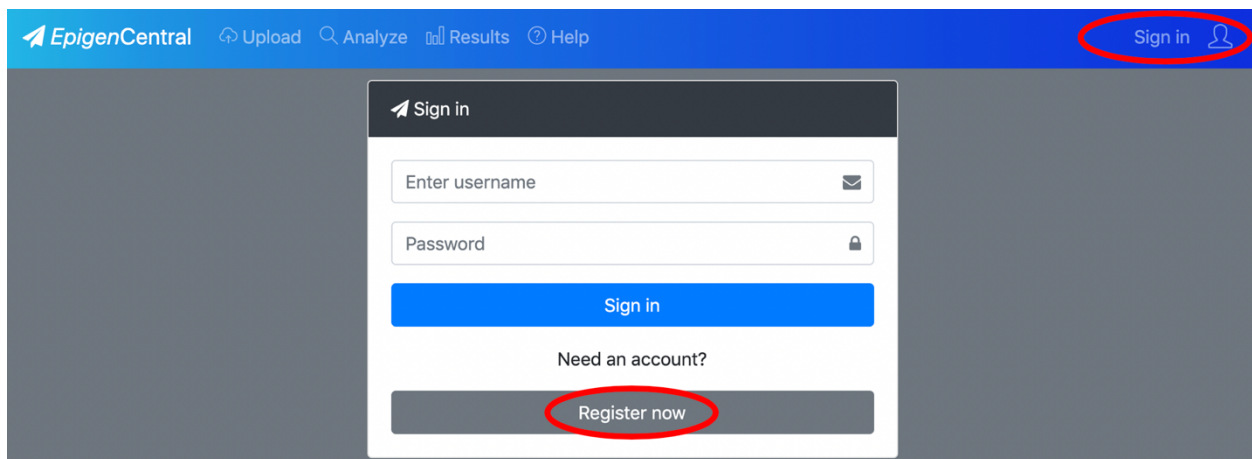 EpigenCentral Upload Analyze Results Help Sign in
Sign in
Enter username
Password
Sign in
Need an account?
Register now